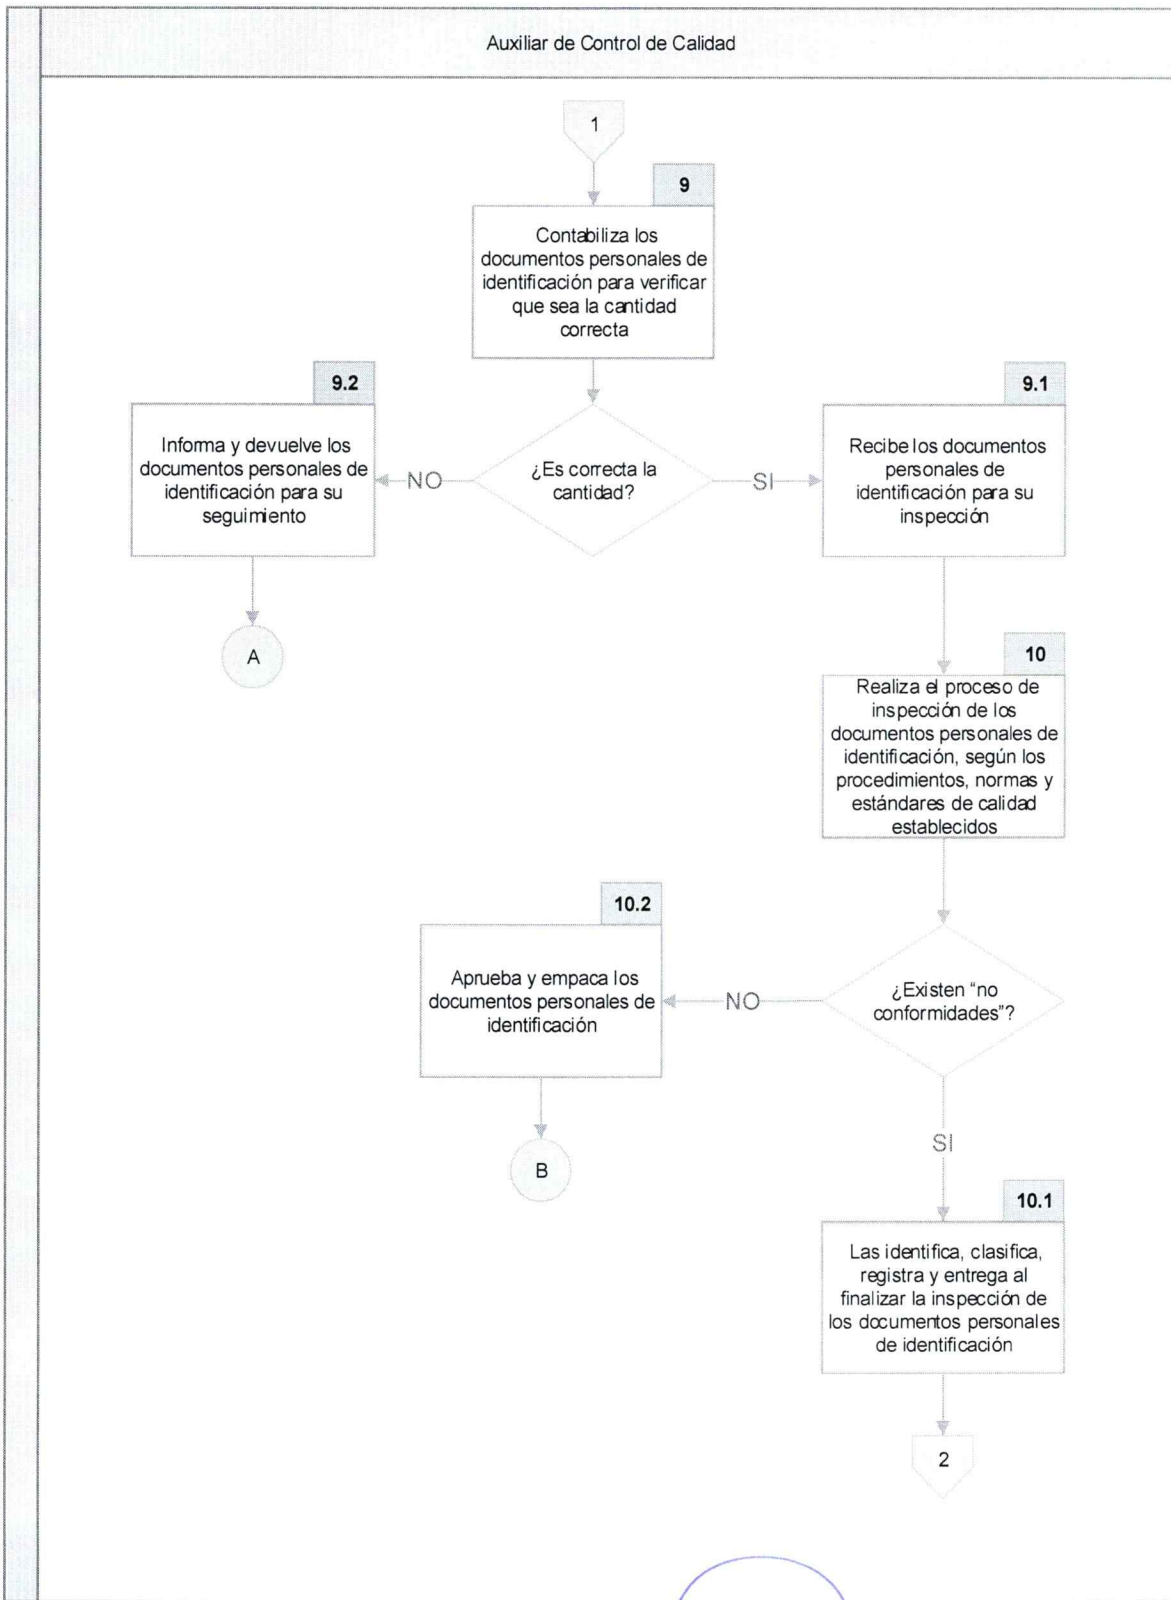 Auxiliar de Control de Calidad
1
9
Contabiliza los
documentos personales de
identificación para verificar
que sea la cantidad
correcta
¿Es correcta la
cantidad?
NO
SI
9.2
Informa y devuelve los
documentos personales de
identificación para su
seguimiento
A
9.1
Recibe los documentos
personales de
identificación para su
inspección
10
Realiza el proceso de
inspección de los
documentos personales de
identificación, según los
procedimientos, normas y
estándares de calidad
establecidos
¿Existen “no
conformidades”?
NO
10.2
Aprueba y empaca los
documentos personales de
identificación
B
SI
10.1
Las identifica, clasifica,
registra y entrega al
finalizar la inspección de
los documentos personales
de identificación
2